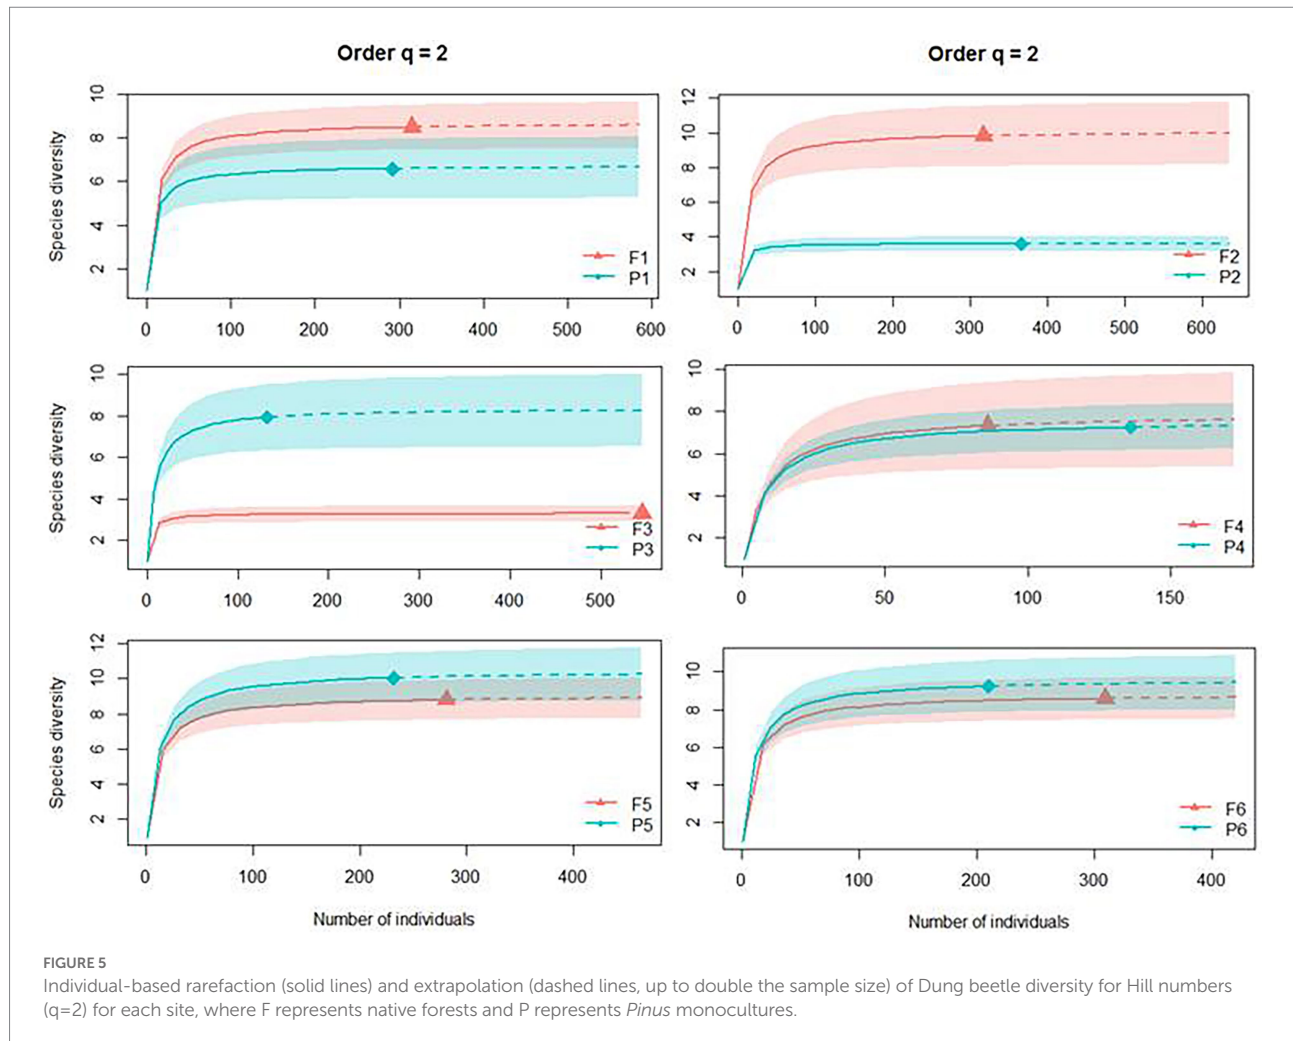 Order q = 2
Order q = 2
Species diversity
10
8
6
4
2
F1
P1
0 100 200 300 400 500 600
12
10
8
6
4
2
F2
P2
0 100 200 300 400 500 600
Species diversity
10
8
6
4
2
F3
P3
0 100 200 300 400 500
10
8
6
4
2
F4
P4
0 50 100 150
Species diversity
12
10
8
6
4
2
F5
P5
0 100 200 300 400
Number of individuals
10
8
6
4
2
F6
P6
0 100 200 300 400
Number of individuals
FIGURE 5
Individual-based rarefaction (solid lines) and extrapolation (dashed lines, up to double the sample size) of Dung beetle diversity for Hill numbers
(q=2) for each site, where F represents native forests and P represents Pinus monocultures.